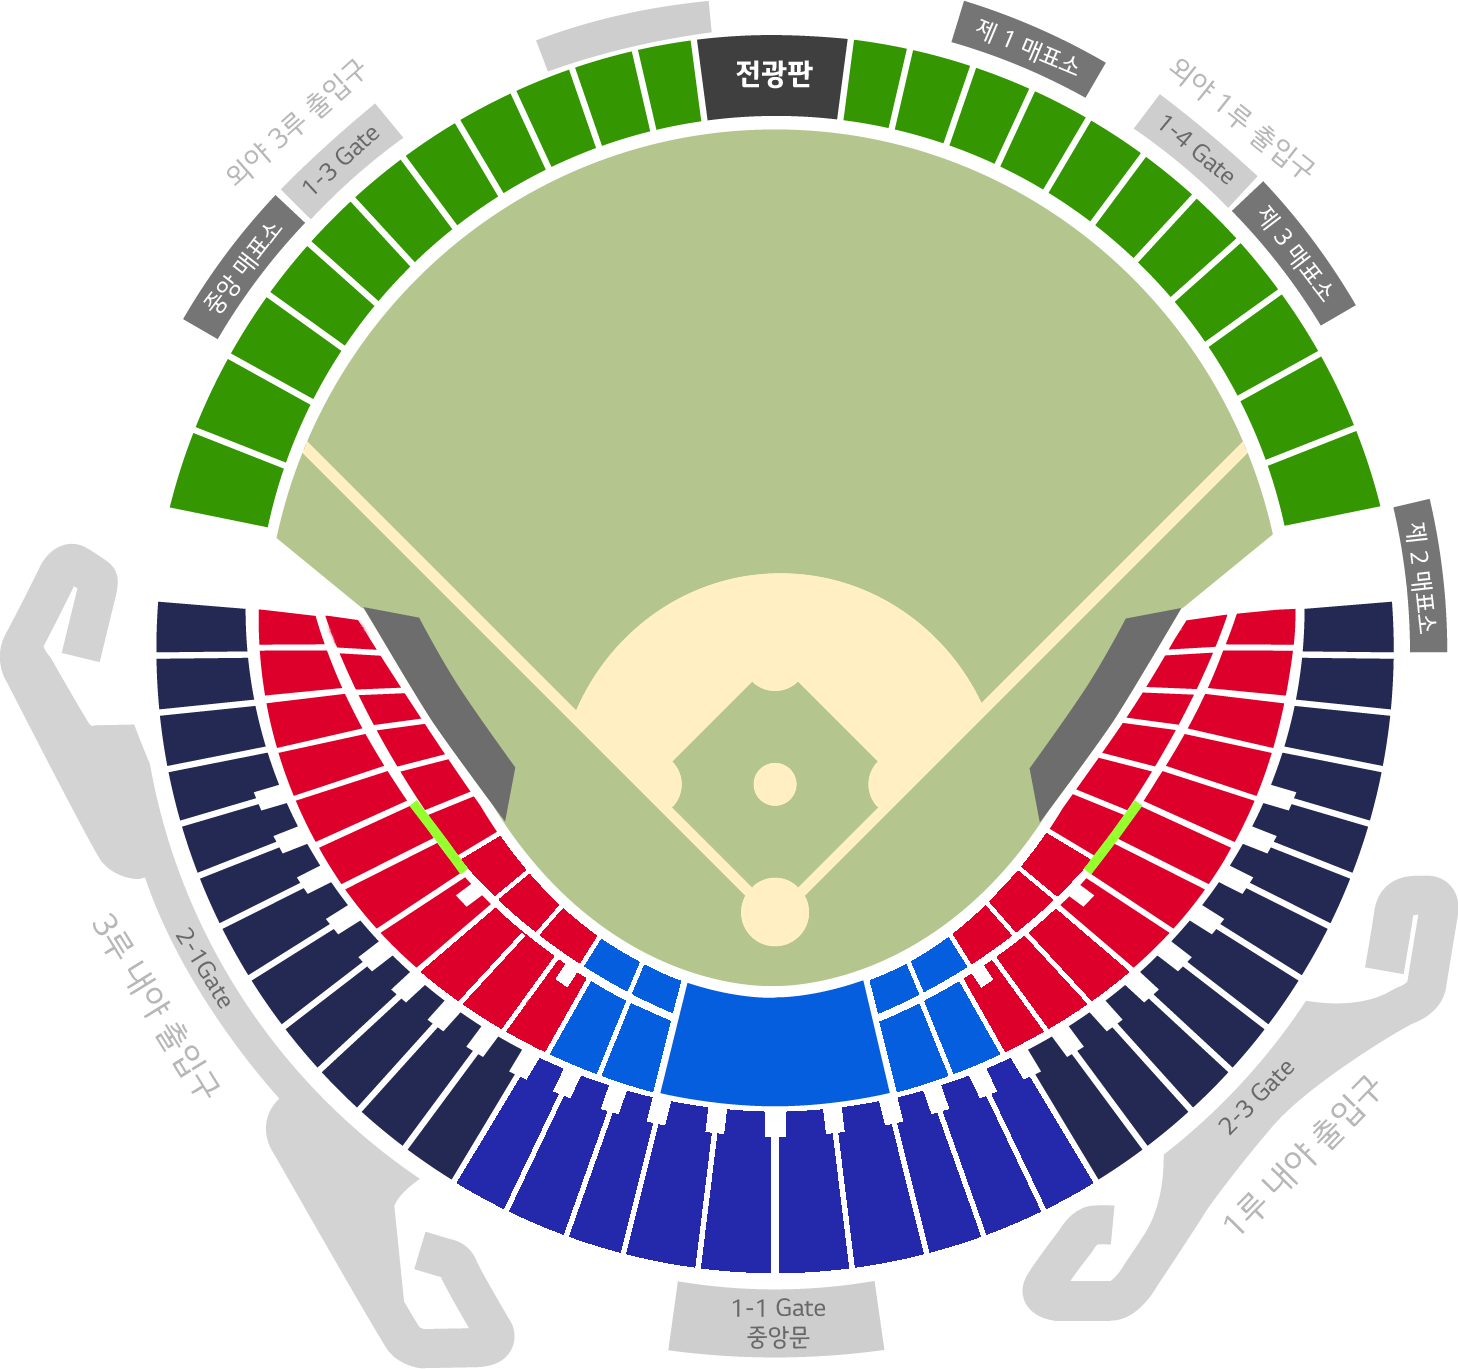 전광판
제 1 매표소
외야 3루 출입구
외야 1루 출입구
1-3 Gate
1-4 Gate
중앙 매표소
제 3 매표소
제 2 매표소
2-1Gate
3루 내야 출입구
2-3 Gate
1루 내야 출입구
1-1 Gate
중앙문